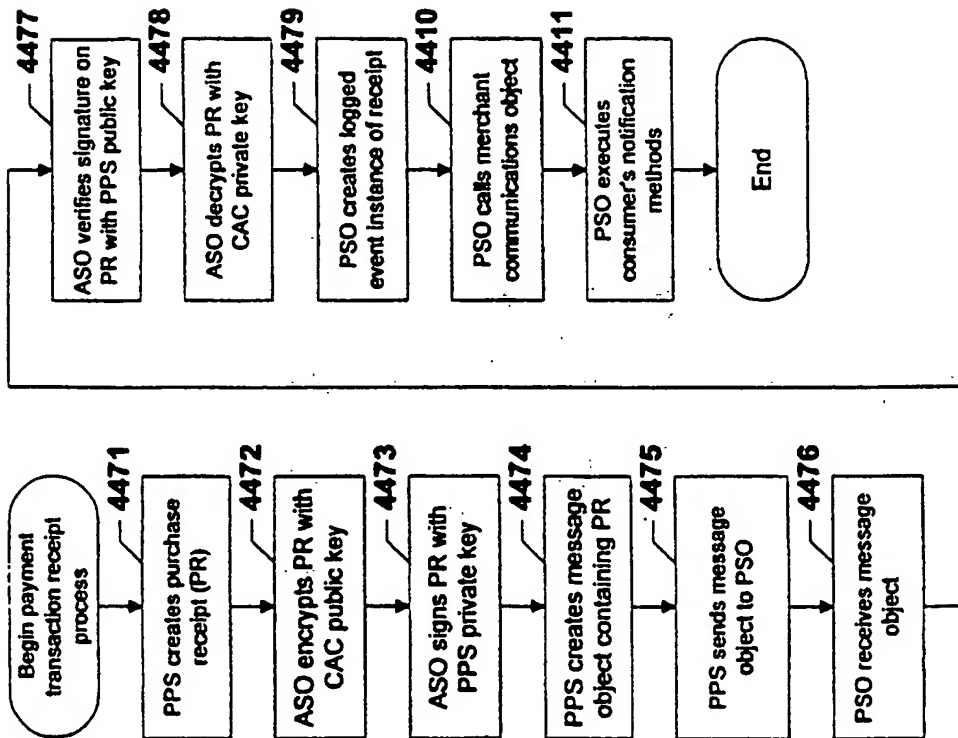 Begin payment
transaction receipt
process
4471
PPS creates purchase
receipt (PR)
4472
ASO encrypts PR with
CAC public key
4473
ASO signs PR with
PPS private key
4474
PPS creates message
object containing PR
4475
PPS sends message
object to PSO
4476
PSO receives message
object
4477
ASO verifies signature on
PR with PPS public key
4478
ASO decrypts PR with
CAC private key
4479
PSO creates logged
event instance of receipt
4410
PSO calls merchant
communications object
4411
PSO executes
consumer's notification
methods
End